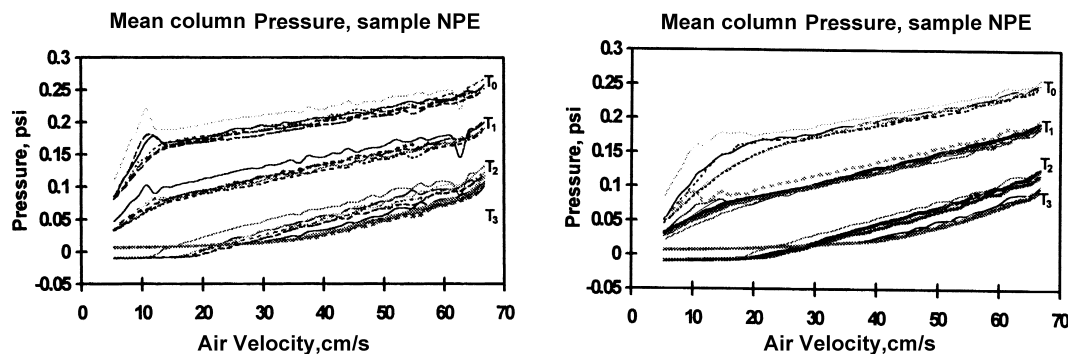 Mean column Pressure, sample NPE
0.3
0.25
0.2
0.15
0.1
0.05
0
-0.05
Pressure, psi
T0
T1
T2
T3
0 10 20 30 40 50 60 70
Air Velocity,cm/s
Mean column Pressure, sample NPE
0.3
0.25
0.2
0.15
0.1
0.05
0
0.05
Pressure, psi
T0
T1
T2
T3
0 10 20 30 40 50 60 70
Air Velocity,cm/s